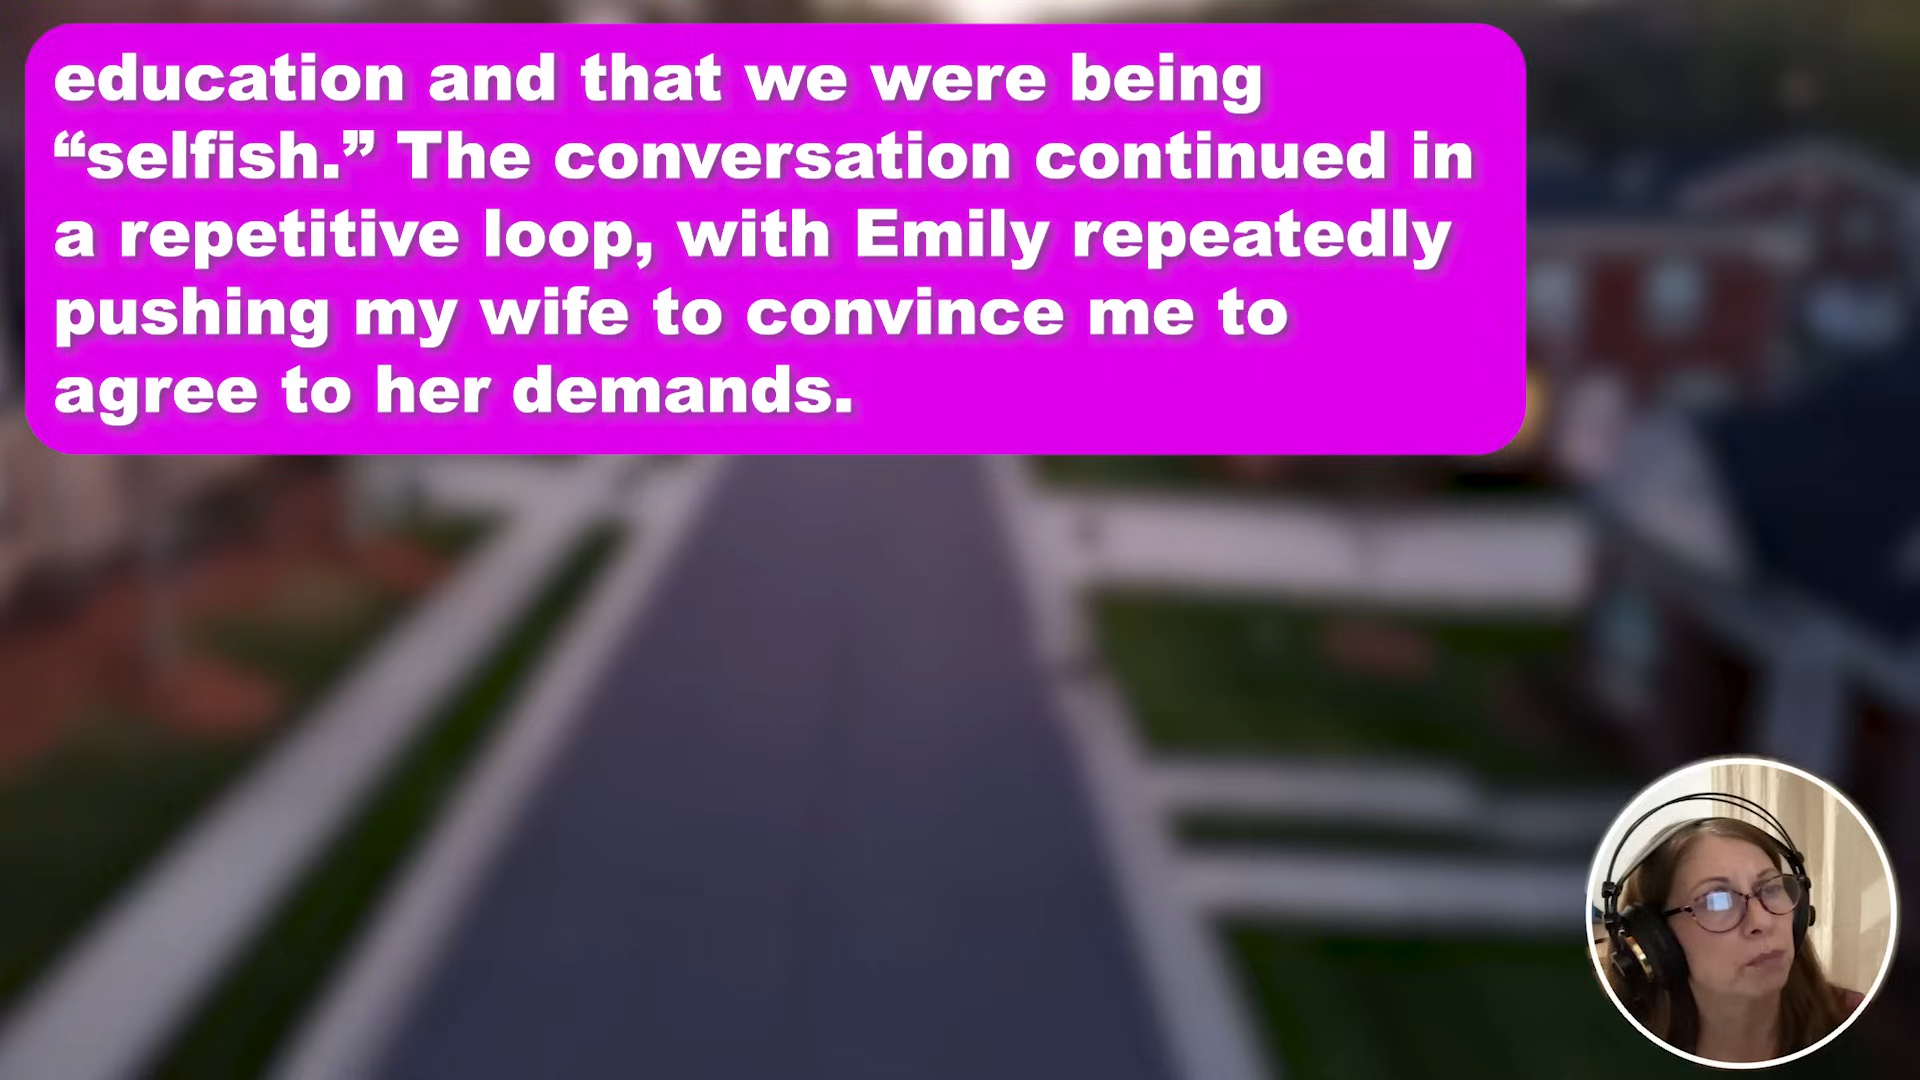 education and that we were being
“selfish.” The conversation continued in
a repetitive loop, with Emily repeatedly
pushing my wife to convince me to
agree to her demands.